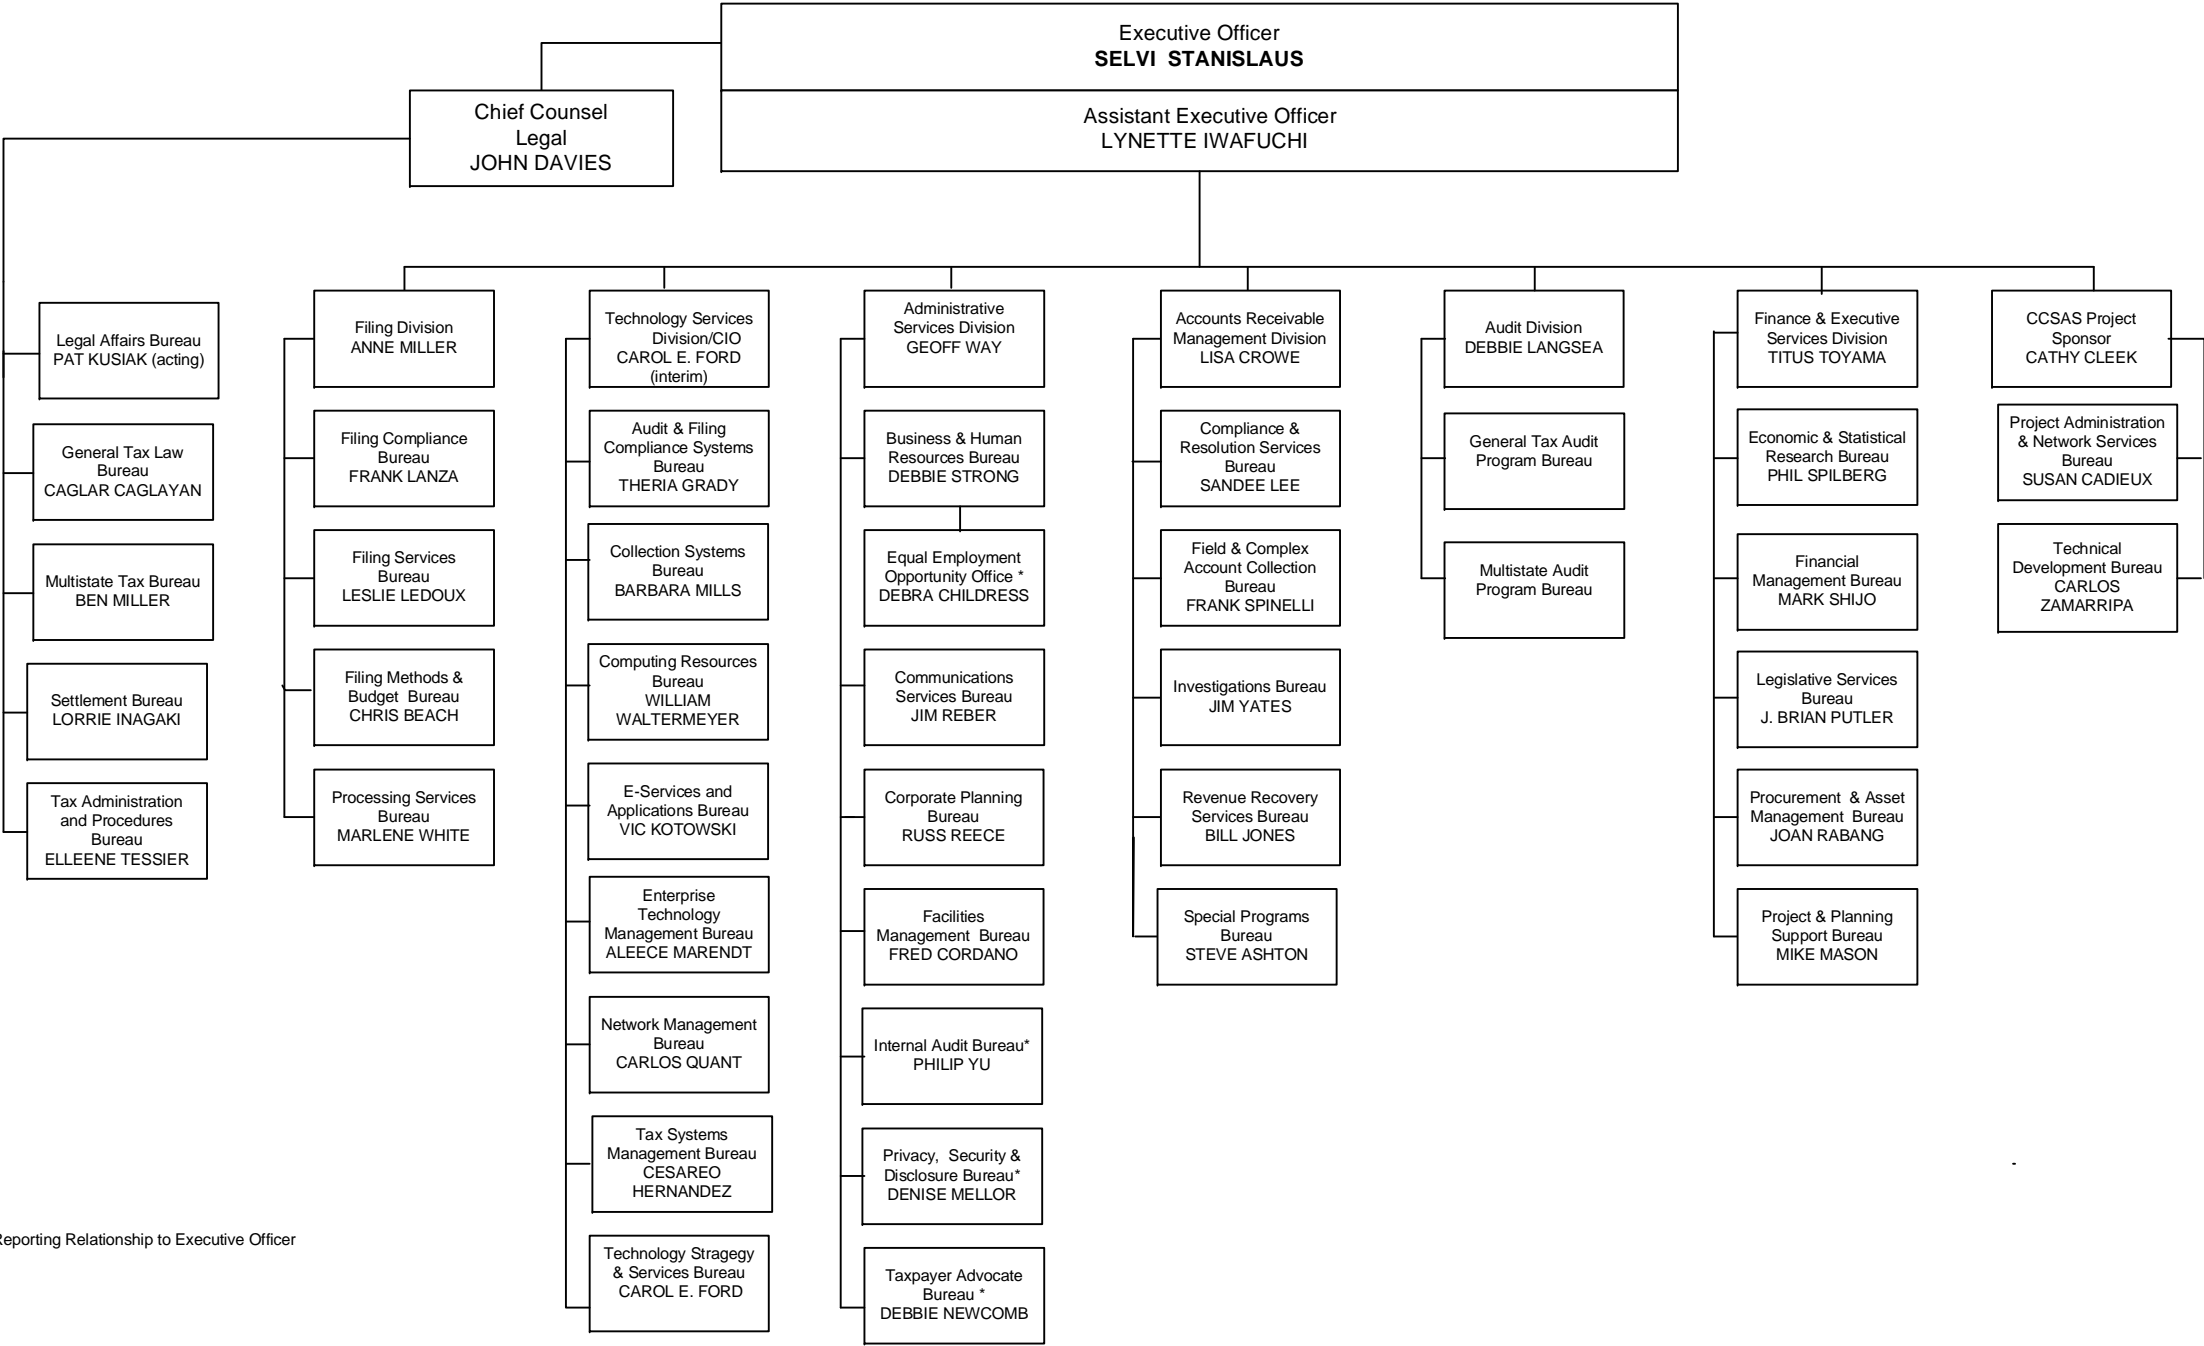 Executive Officer
SELVI STANISLAUS
Assistant Executive Officer
LYNETTE IWAFUCHI
Chief Counsel
Legal
JOHN DAVIES
Legal Affairs Bureau
PAT KUSIAK (acting)
General Tax Law
Bureau
CAGLAR CAGLAYAN
Multistate Tax Bureau
BEN MILLER
Settlement Bureau
LORRIE INAGAKI
Tax Administration
and Procedures
Bureau
ELLEENE TESSIER
Filing Division
ANNE MILLER
Filing Compliance
Bureau
FRANK LANZA
Filing Services
Bureau
LESLIE LEDOUX
Filing Methods &
Budget Bureau
CHRIS BEACH
Processing Services
Bureau
MARLENE WHITE
Technology Services
Division/CIO
CAROL E. FORD
(interim)
Audit & Filing
Compliance Systems
Bureau
THERIA GRADY
Collection Systems
Bureau
BARBARA MILLS
Computing Resources
Bureau
WILLIAM
WALTERMEYER
E-Services and
Applications Bureau
VIC KOTOWSKI
Enterprise
Technology
Management Bureau
ALEECE MARENDT
Network Management
Bureau
CARLOS QUANT
Tax Systems
Management Bureau
CESAREO
HERNANDEZ
Technology Stragegy
& Services Bureau
CAROL E. FORD
Administrative
Services Division
GEOFF WAY
Business & Human
Resources Bureau
DEBBIE STRONG
Equal Employment
Opportunity Office *
DEBRA CHILDRESS
Communications
Services Bureau
JIM REBER
Corporate Planning
Bureau
RUSS REECE
Facilities
Management Bureau
FRED CORDANO
Internal Audit Bureau*
PHILIP YU
Privacy, Security &
Disclosure Bureau*
DENISE MELLOR
Taxpayer Advocate
Bureau *
DEBBIE NEWCOMB
Accounts Receivable
Management Division
LISA CROWE
Compliance &
Resolution Services
Bureau
SANDEE LEE
Field & Complex
Account Collection
Bureau
FRANK SPINELLI
Investigations Bureau
JIM YATES
Revenue Recovery
Services Bureau
BILL JONES
Special Programs
Bureau
STEVE ASHTON
Audit Division
DEBBIE LANGSEA
General Tax Audit
Program Bureau
Multistate Audit
Program Bureau
Finance & Executive
Services Division
TITUS TOYAMA
Economic & Statistical
Research Bureau
PHIL SPILBERG
Financial
Management Bureau
MARK SHIJO
Legislative Services
Bureau
J. BRIAN PUTLER
Procurement & Asset
Management Bureau
JOAN RABANG
Project & Planning
Support Bureau
MIKE MASON
CCSAS Project
Sponsor
CATHY CLEEK
Project Administration
& Network Services
Bureau
SUSAN CADIEUX
Technical
Development Bureau
CARLOS
ZAMARRIPA
-
Reporting Relationship to Executive Officer